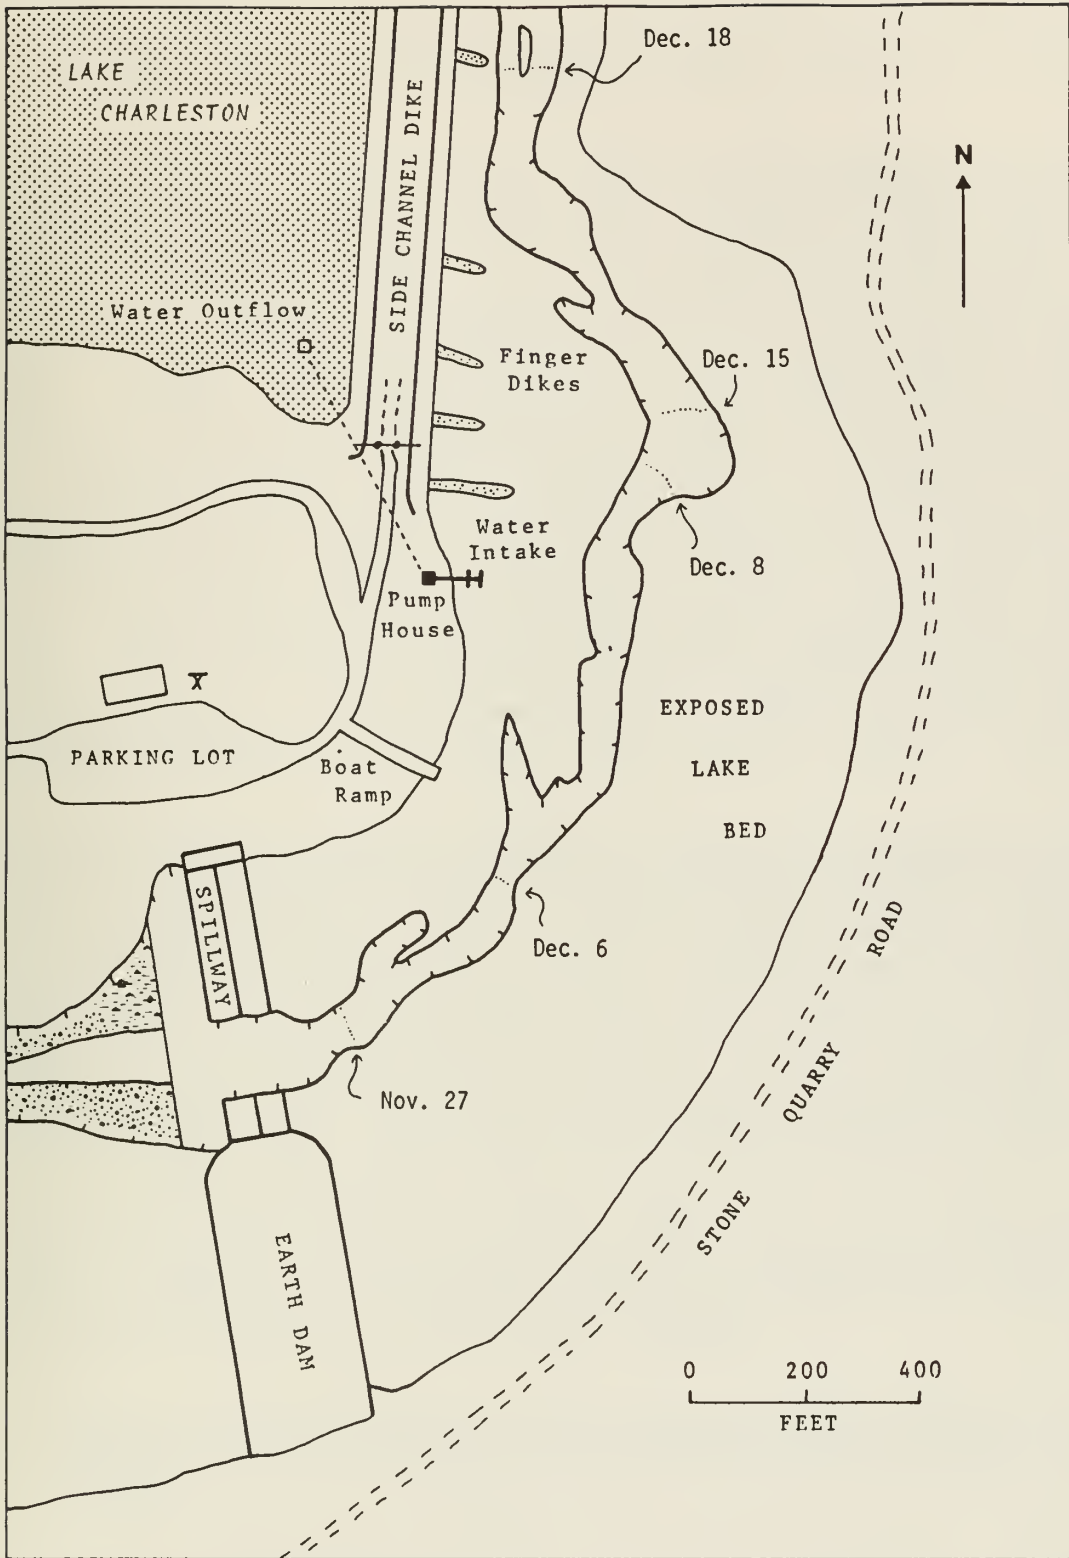 LAKE
CHARLESTON
SIDE CHANNEL DIKE
Dec. 18
N
Water Outflow
Finger
Dikes
Dec. 15
Water
Intake
Dec. 8
Pump
House
EXPOSED
LAKE
BED
PARKING LOT
Boat
Ramp
SPILLWAY
Dec. 6
Nov. 27
STONE QUARRY ROAD
EARTH DAM
0 200 400
FEET